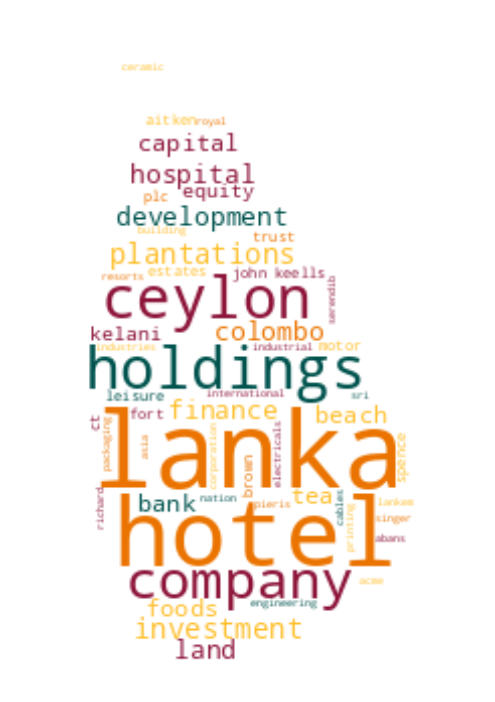 ceramic
aitken royal
capital
hospital
plc equity
development
building
trust
plantations
resorts estates john keells
serendib
ceylon
kelani colombo
industries industrial motor
holdings
leisure international sri
ct fort finance beach
lanka
packaging asia corporation electricals spence
brown
richard bank nation pieris tea cables lankem
printing singer
hotel abans
company acme
foods engineering
investment
land